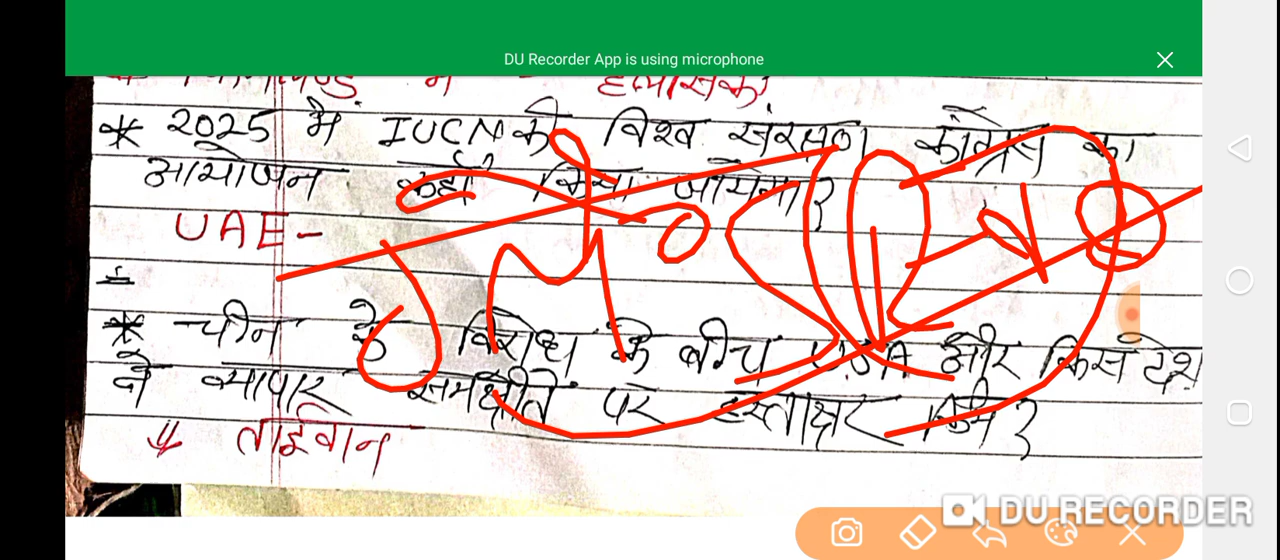 DU Recorder App is using microphone
में
* 2025 में IUCN की विश्व संरक्षण कांग्रेस का
आयोजन कहाँ किया जायेगा?
UAE -
* चीन के विरोध के बीच USA और किस देश
ने व्यापार समझौते पर हस्ताक्षर किये?
ताईवान
DU RECORDER